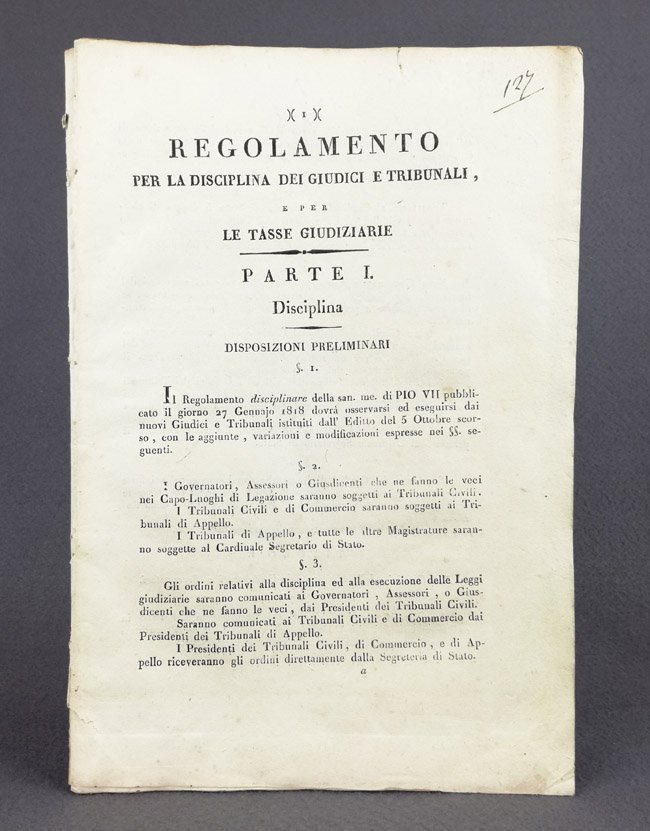 127
)( 1 )(
REGOLAMENTO
PER LA DISCIPLINA DEI GIUDICI E TRIBUNALI ,
E PER
LE TASSE GIUDIZIARIE
PARTE I.
Disciplina
DISPOSIZIONI PRELIMINARI
§. 1.
Il Regolamento disciplinare della san. me. di PIO VII pubbli-
cato il giorno 27 Gennajo 1818 dovrà osservarsi ed eseguirsi dai
nuovi Giudici e Tribunali istituiti dall' Editto del 5 Ottobre scor-
so , con le aggiunte , variazioni e modificazioni espresse nei §§. se-
guenti.
§. 2.
I Governatori , Assessori o Giusdicenti che ne fanno le veci
nei Capo-Luoghi di Legazione saranno soggetti ai Tribunali Civili.
I Tribunali Civili e di Commercio saranno soggetti ai Tri-
bunali di Appello.
I Tribunali di Appello , e tutte le altre Magistrature saran-
no soggette al Cardinale Segretario di Stato.
§. 3.
Gli ordini relativi alla disciplina ed alla esecuzione delle Leggi
giudiziarie saranno comunicati ai Governatori , Assessori , o Gius-
dicenti che ne fanno le veci , dai Presidenti dei Tribunali Civili.
Saranno comunicati ai Tribunali Civili e di Commercio dai
Presidenti dei Tribunali di Appello.
I Presidenti dei Tribunali Civili , di Commercio , e di Ap-
pello riceveranno gli ordini direttamente dalla Segreteria di Stato.
a